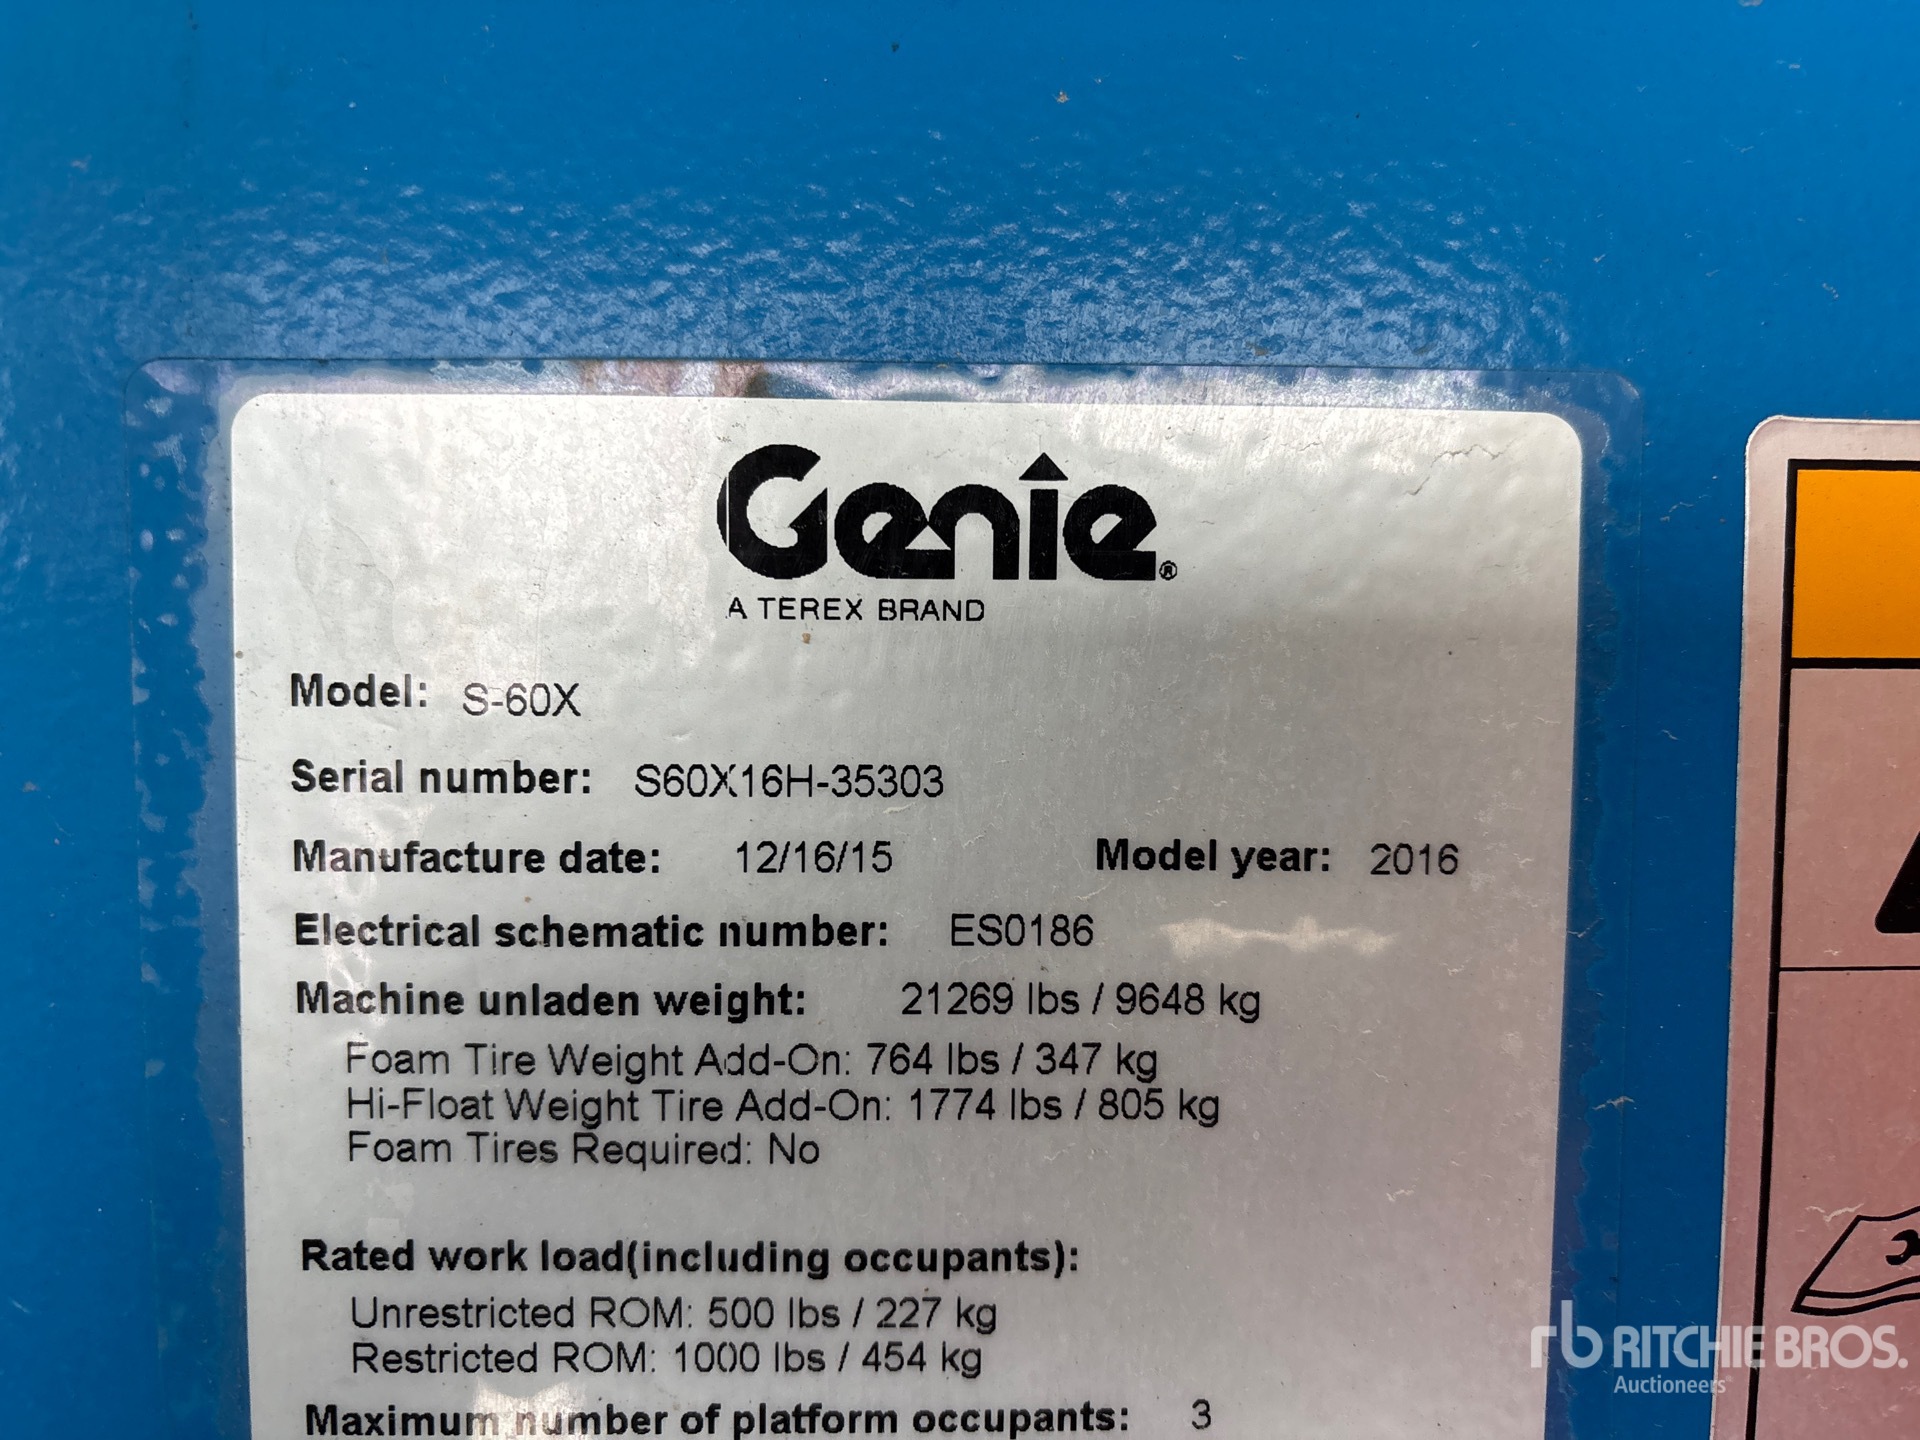 Genie®
A TEREX BRAND
Model: S-60X
Serial number: S60X16H-35303
Manufacture date: 12/16/15 Model year: 2016
Electrical schematic number: ES0186
Machine unladen weight: 21269 lbs / 9648 kg
Foam Tire Weight Add-On: 764 lbs / 347 kg
Hi-Float Weight Tire Add-On: 1774 lbs / 805 kg
Foam Tires Required: No
Rated work load(including occupants):
Unrestricted ROM: 500 lbs / 227 kg
Restricted ROM: 1000 lbs / 454 kg
Maximum number of platform occupants: 3
rb RITCHIE BROS.
Auctioneers